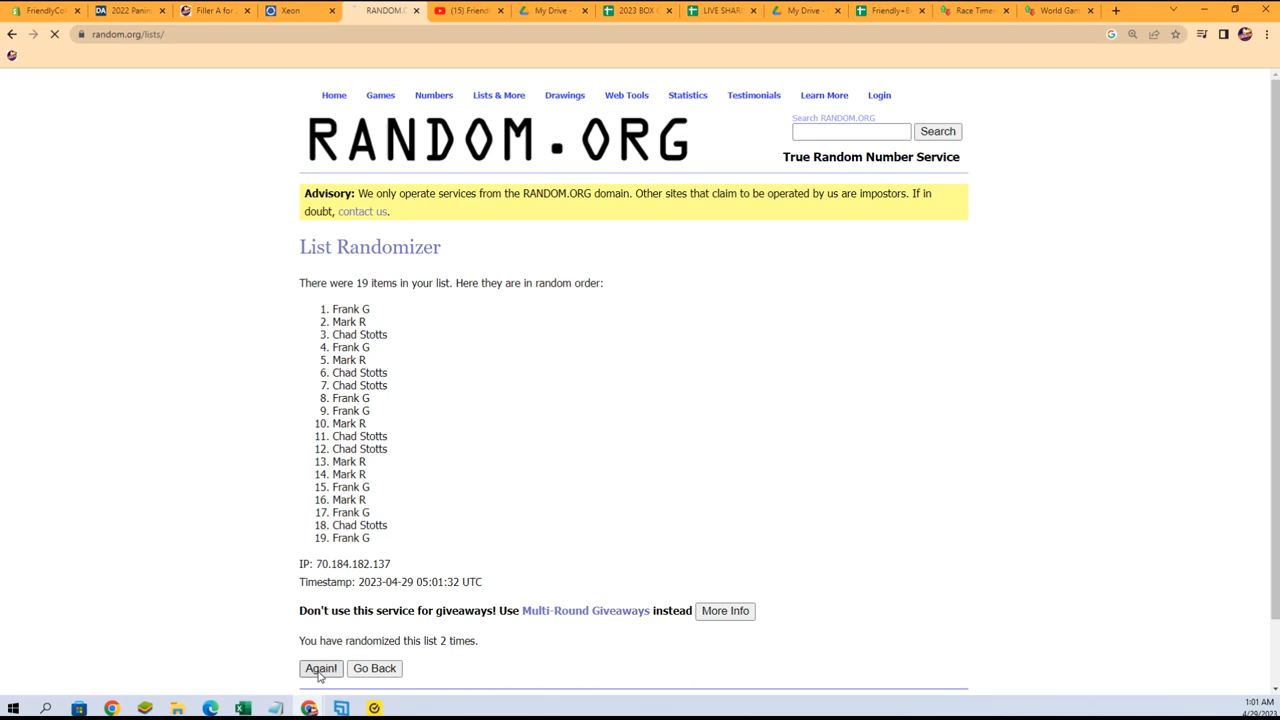 FriendlyCo
2022 Panin
Filler A for
Xeon
RANDOM.O
(15) Friend
My Drive -
2023 BOX
LIVE SHAR
My Drive -
Friendly+B
Race Time
World Gam
random.org/lists/
Home Games Numbers Lists & More Drawings Web Tools Statistics Testimonials Learn More Login
Search RANDOM.ORG
RANDOM.ORG
Search
True Random Number Service
Advisory: We only operate services from the RANDOM.ORG domain. Other sites that claim to be operated by us are impostors. If in
doubt, contact us.
List Randomizer
There were 19 items in your list. Here they are in random order:
1. Frank G
2. Mark R
3. Chad Stotts
4. Frank G
5. Mark R
6. Chad Stotts
7. Chad Stotts
8. Frank G
9. Frank G
10. Mark R
11. Chad Stotts
12. Chad Stotts
13. Mark R
14. Mark R
15. Frank G
16. Mark R
17. Frank G
18. Chad Stotts
19. Frank G
IP: 70.184.182.137
Timestamp: 2023-04-29 05:01:32 UTC
Don't use this service for giveaways! Use Multi-Round Giveaways instead More Info
You have randomized this list 2 times.
Again! Go Back
1:01 AM
4/29/2023